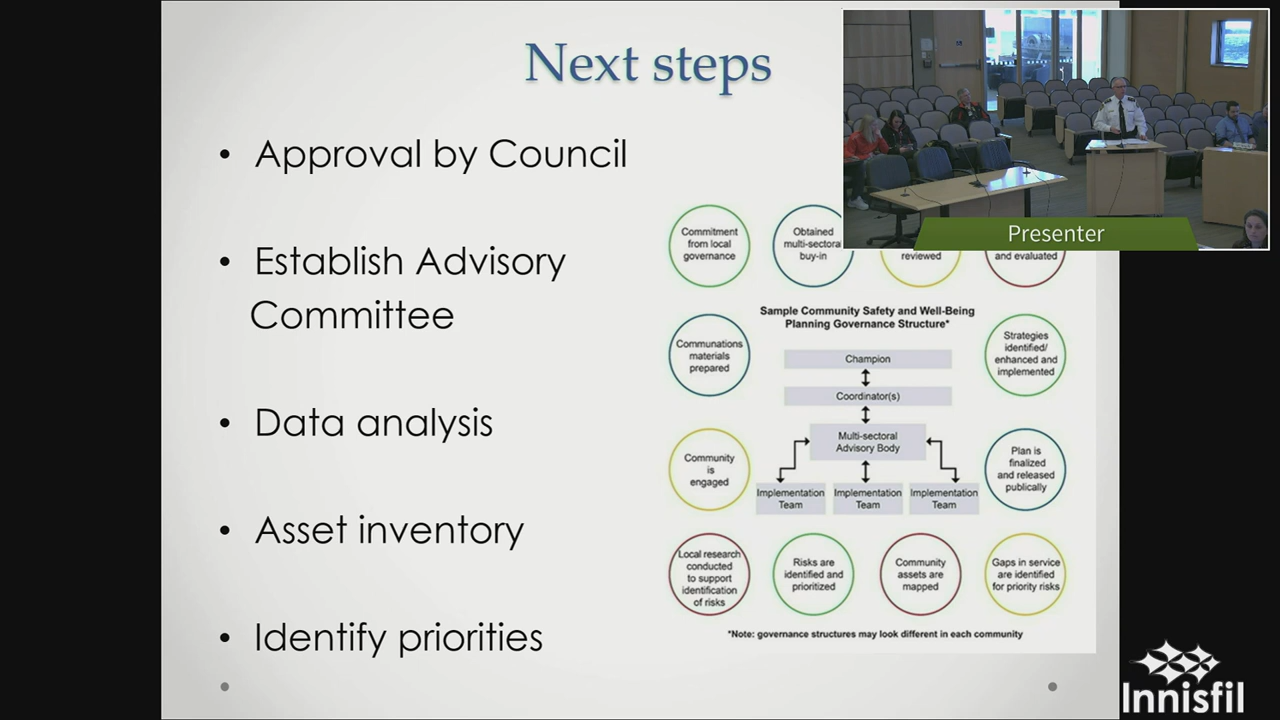 Next steps
• Approval by Council
• Establish Advisory
Committee
• Data analysis
• Asset inventory
• Identify priorities
Commitment
from local
governance
Obtained
multi-sectoral
buy-in
reviewed
and evaluated
Sample Community Safety and Well-Being
Planning Governance Structure*
Communations
materials
prepared
Champion
Coordinator(s)
Multi-sectoral
Advisory Body
Implementation
Team
Implementation
Team
Implementation
Team
Strategies
identified/
enhanced and
implemented
Community
is
engaged
Plan is
finalized
and released
publically
Local research
conducted
to support
identification
of risks
Risks are
identified and
prioritized
Community
assets are
mapped
Gaps in service
are identified
for priority risks
*Note: governance structures may look different in each community
Presenter
Innisfil